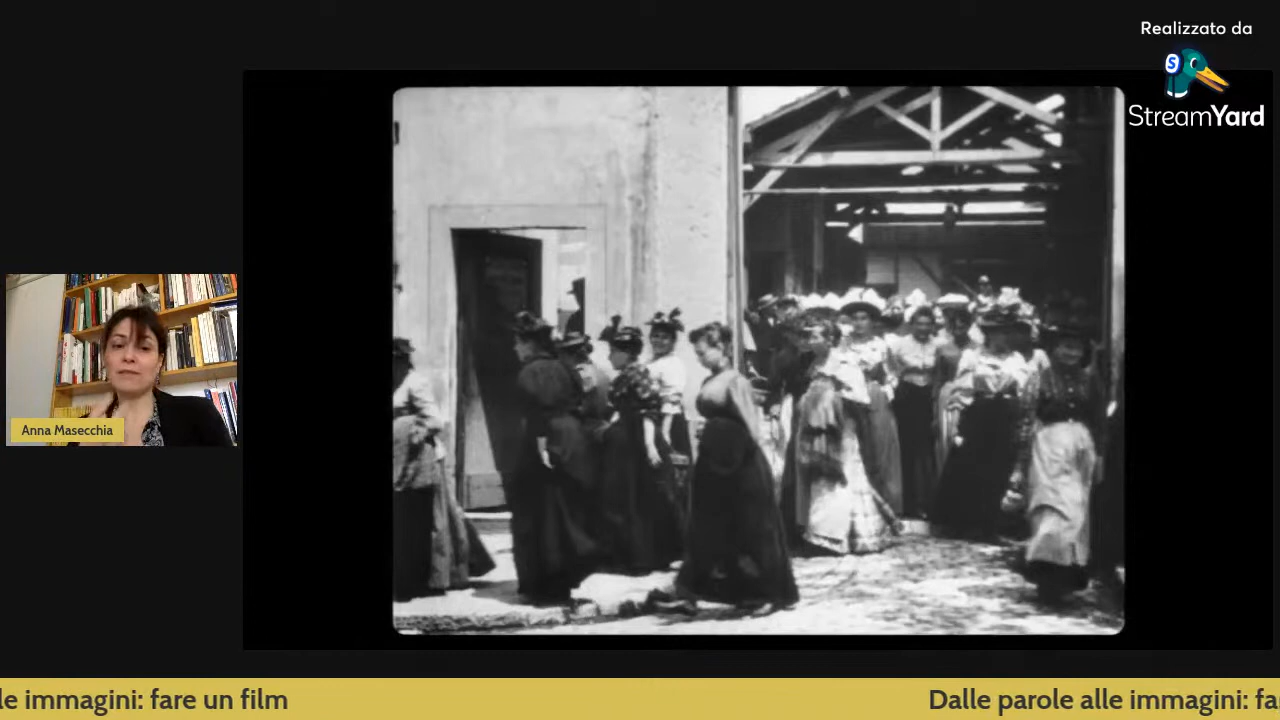 Realizzato da
StreamYard
Anna Masecchia
le immagini: fare un film
Dalle parole alle immagini: fa